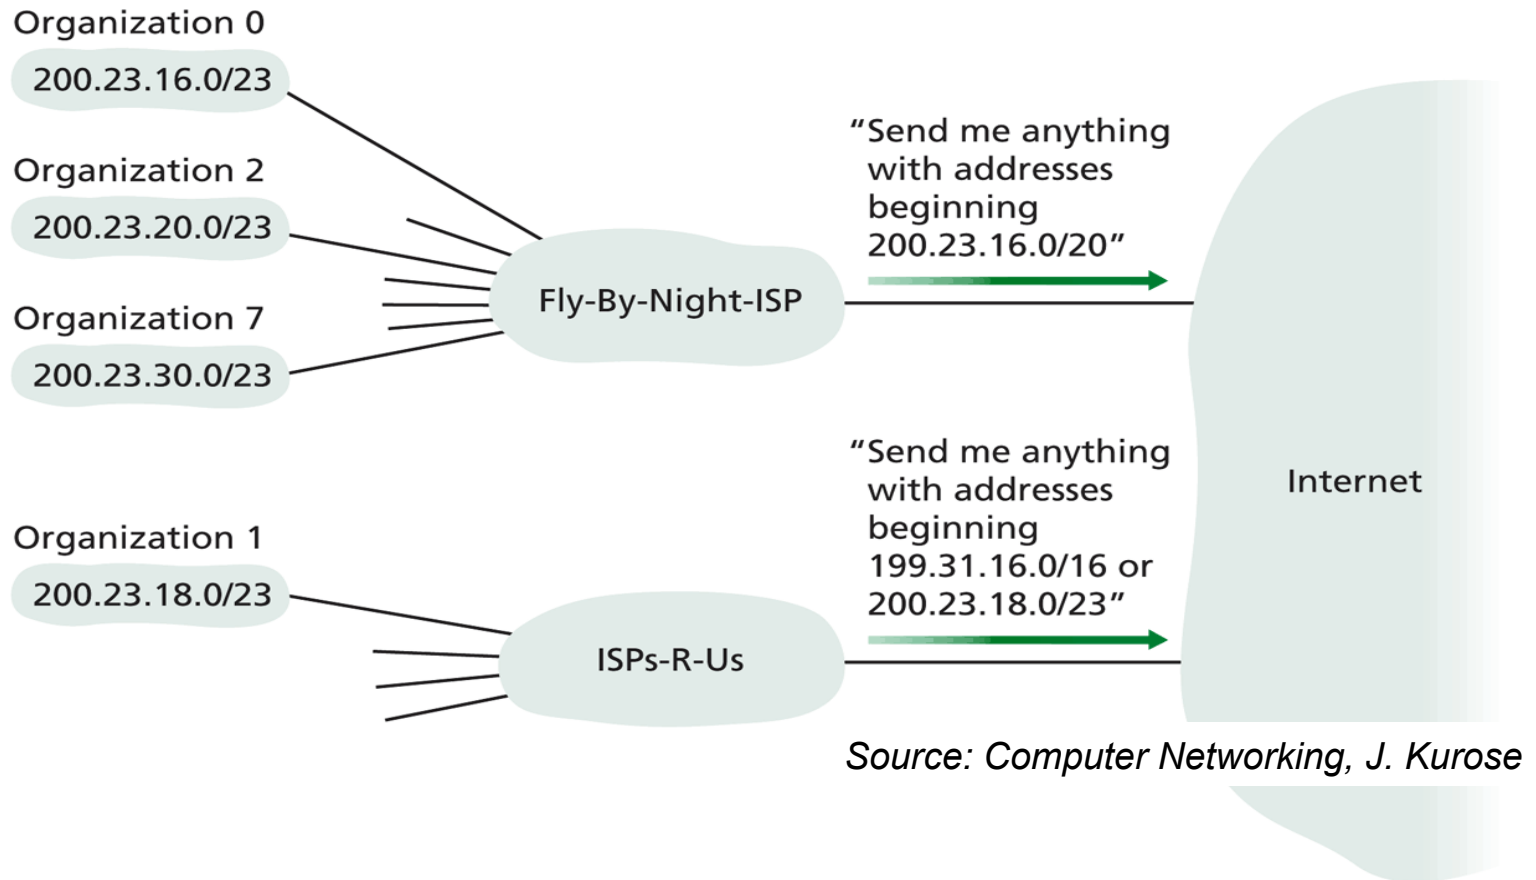 Organization 0
200.23.16.0/23
Organization 2
200.23.20.0/23
Organization 7
200.23.30.0/23
Fly-By-Night-ISP
“Send me anything
with addresses
beginning
200.23.16.0/20”
Organization 1
200.23.18.0/23
ISPs-R-Us
“Send me anything
with addresses
beginning
199.31.16.0/16 or
200.23.18.0/23”
Internet
Source: Computer Networking, J. Kurose